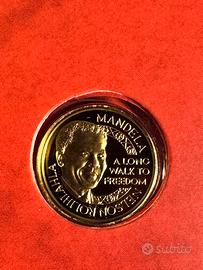 NELSON ROLIHLAHLA
- MANDELA
A LONG
WALK TO
FREEDOM
subito